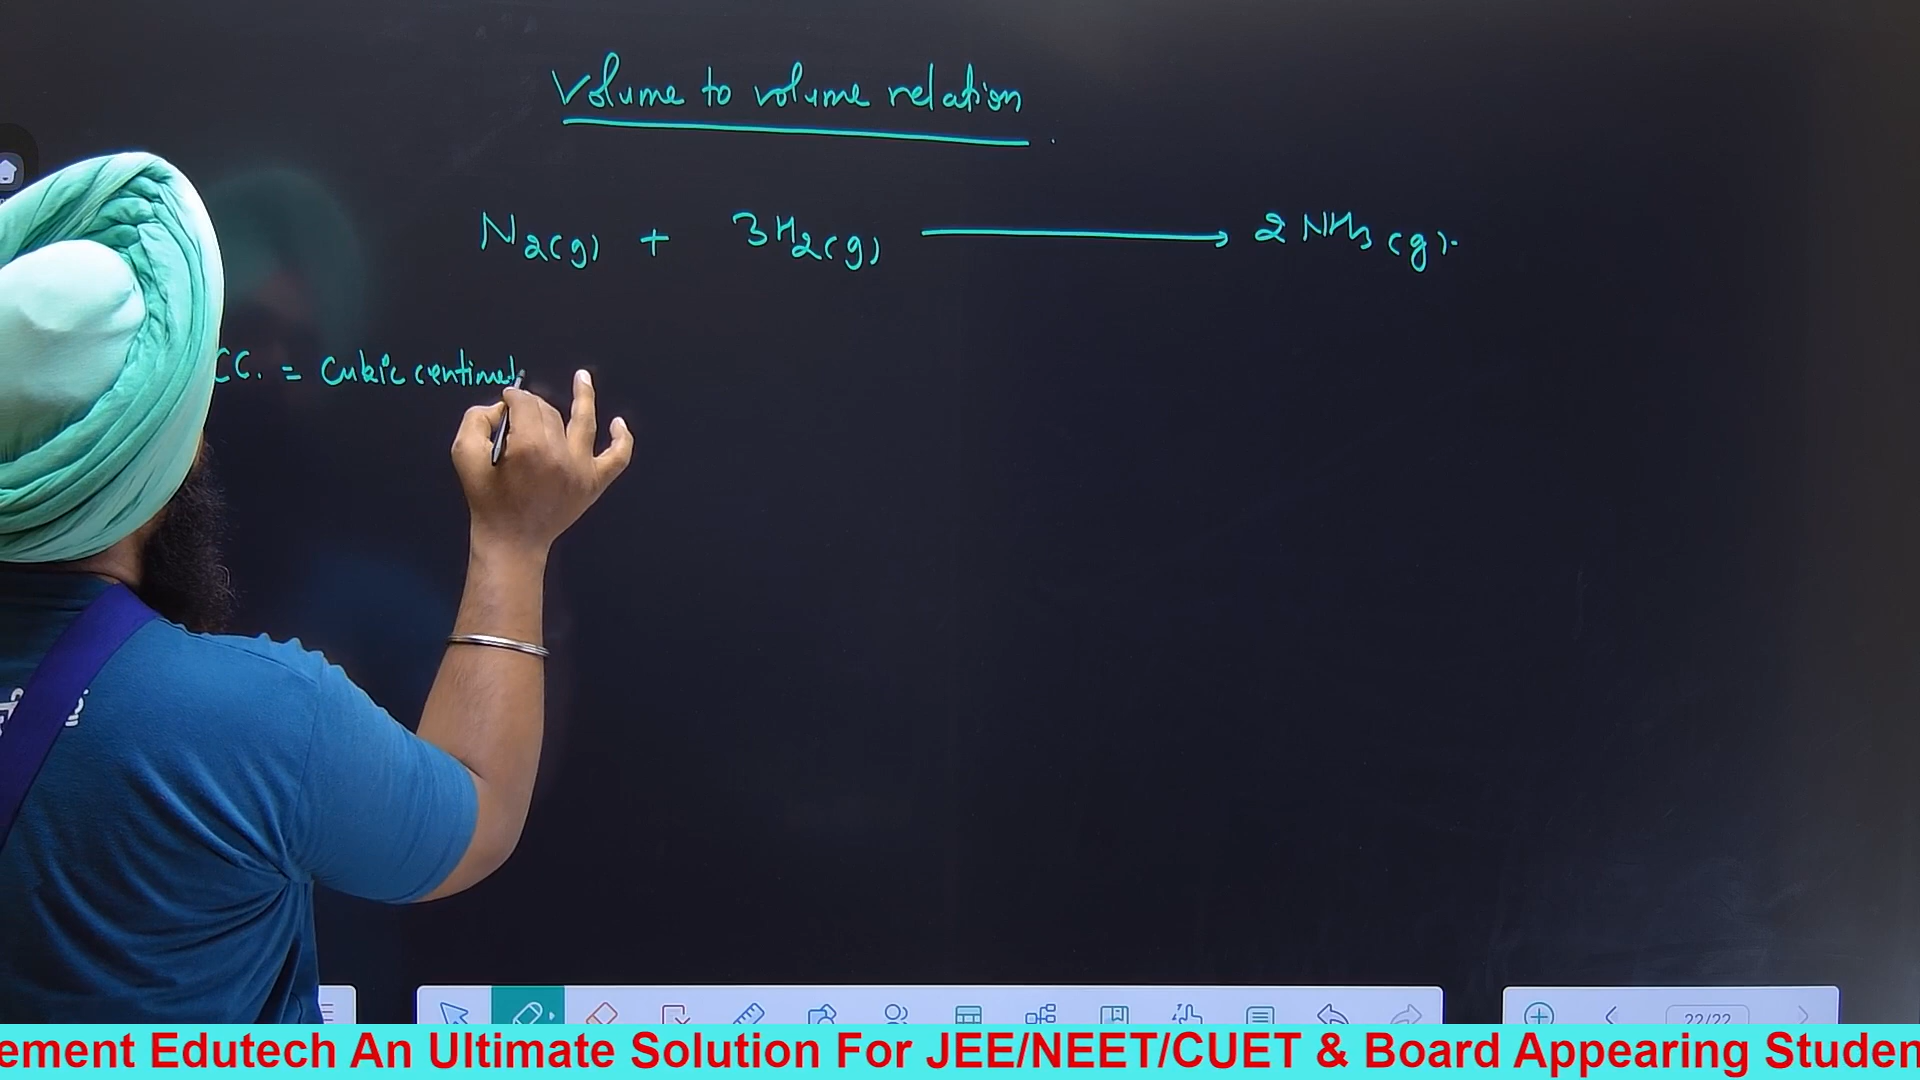 Volume to volume relation
N2(g) + 3H2(g) → 2NH3(g).
CC. = Cubic centimet
22/22
ement Edutech An Ultimate Solution For JEE/NEET/CUET & Board Appearing Studen